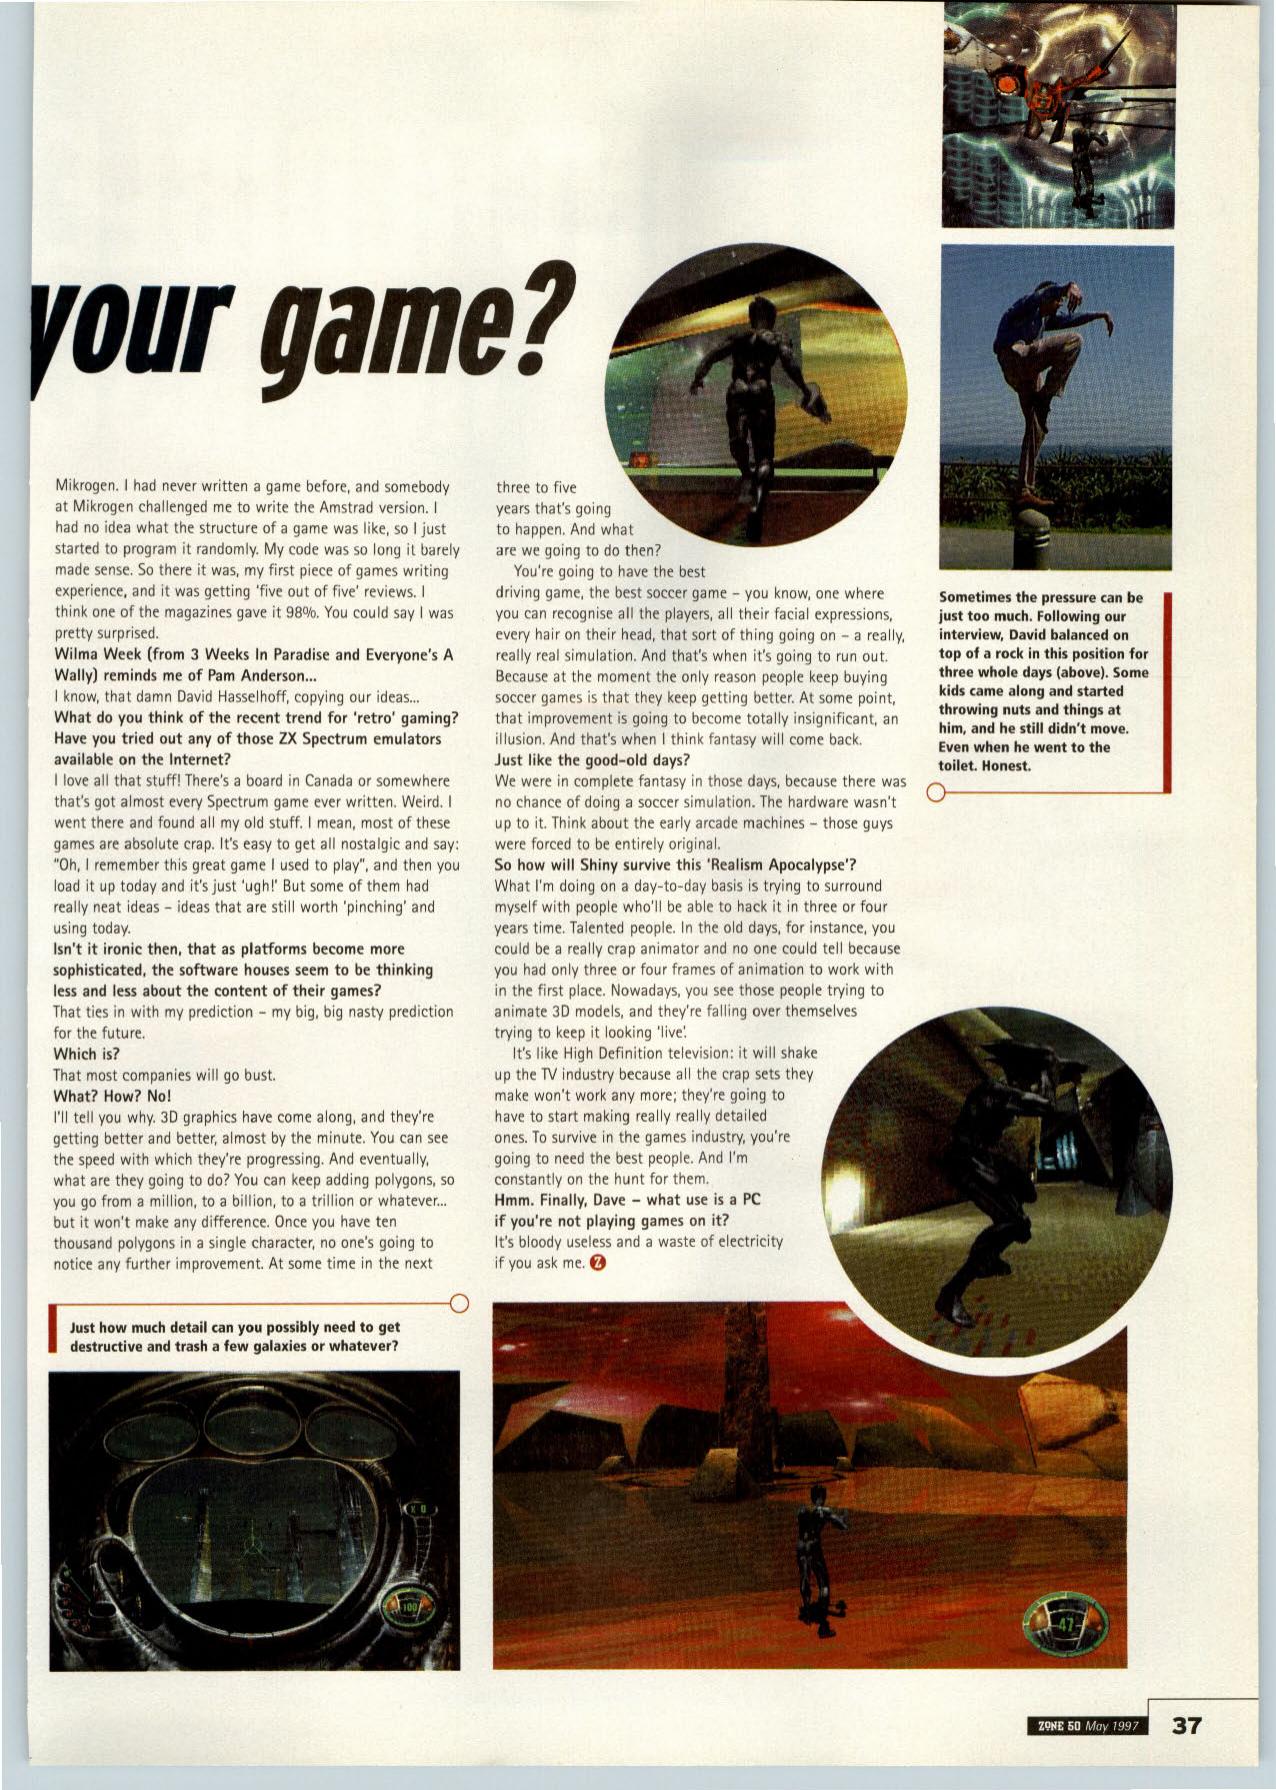 your game?
Mikrogen. I had never written a game before, and somebody
at Mikrogen challenged me to write the Amstrad version. I
had no idea what the structure of a game was like, so I just
started to program it randomly. My code was so long it barely
made sense. So there it was, my first piece of games writing
experience, and it was getting 'five out of five' reviews. I
think one of the magazines gave it 98%. You could say I was
pretty surprised.
Wilma Week (from 3 Weeks In Paradise and Everyone's A
Wally) reminds me of Pam Anderson...
I know, that damn David Hasselhoff, copying our ideas...
What do you think of the recent trend for 'retro' gaming?
Have you tried out any of those ZX Spectrum emulators
available on the Internet?
I love all that stuff! There's a board in Canada or somewhere
that's got almost every Spectrum game ever written. Weird. I
went there and found all my old stuff. I mean, most of these
games are absolute crap. It's easy to get all nostalgic and say:
"Oh, I remember this great game I used to play", and then you
load it up today and it's just 'ugh!' But some of them had
really neat ideas – ideas that are still worth 'pinching' and
using today.
Isn't it ironic then, that as platforms become more
sophisticated, the software houses seem to be thinking
less and less about the content of their games?
That ties in with my prediction – my big, big nasty prediction
for the future.
Which is?
That most companies will go bust.
What? How? No!
I'll tell you why. 3D graphics have come along, and they're
getting better and better, almost by the minute. You can see
the speed with which they're progressing. And eventually,
what are they going to do? You can keep adding polygons, so
you go from a million, to a billion, to a trillion or whatever...
but it won't make any difference. Once you have ten
thousand polygons in a single character, no one's going to
notice any further improvement. At some time in the next
three to five
years that's going
to happen. And what
are we going to do then?
You're going to have the best
driving game, the best soccer game – you know, one where
you can recognise all the players, all their facial expressions,
every hair on their head, that sort of thing going on – a really,
really real simulation. And that's when it's going to run out.
Because at the moment the only reason people keep buying
soccer games is that they keep getting better. At some point,
that improvement is going to become totally insignificant, an
illusion. And that's when I think fantasy will come back.
Just like the good-old days?
We were in complete fantasy in those days, because there was
no chance of doing a soccer simulation. The hardware wasn't
up to it. Think about the early arcade machines – those guys
were forced to be entirely original.
So how will Shiny survive this 'Realism Apocalypse'?
What I'm doing on a day-to-day basis is trying to surround
myself with people who'll be able to hack it in three or four
years time. Talented people. In the old days, for instance, you
could be a really crap animator and no one could tell because
you had only three or four frames of animation to work with
in the first place. Nowadays, you see those people trying to
animate 3D models, and they're falling over themselves
trying to keep it looking 'live'.
It's like High Definition television: it will shake
up the TV industry because all the crap sets they
make won't work any more; they're going to
have to start making really really detailed
ones. To survive in the games industry, you're
going to need the best people. And I'm
constantly on the hunt for them.
Hmm. Finally, Dave – what use is a PC
if you're not playing games on it?
It's bloody useless and a waste of electricity
if you ask me. Z
Sometimes the pressure can be
just too much. Following our
interview, David balanced on
top of a rock in this position for
three whole days (above). Some
kids came along and started
throwing nuts and things at
him, and he still didn't move.
Even when he went to the
toilet. Honest.
Just how much detail can you possibly need to get
destructive and trash a few galaxies or whatever?
X 0
100
47
ZONE 50 May 1997 37